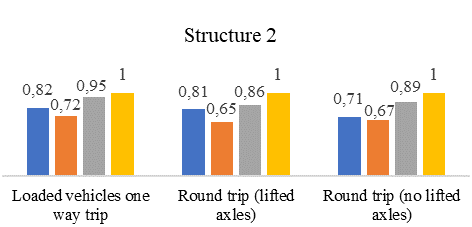 Structure 2
0,82 0,72 0,95 1
0,81 0,65 0,86 1
0,71 0,67 0,89 1
Loaded vehicles one
way trip
Round trip (lifted
axles)
Round trip (no lifted
axles)